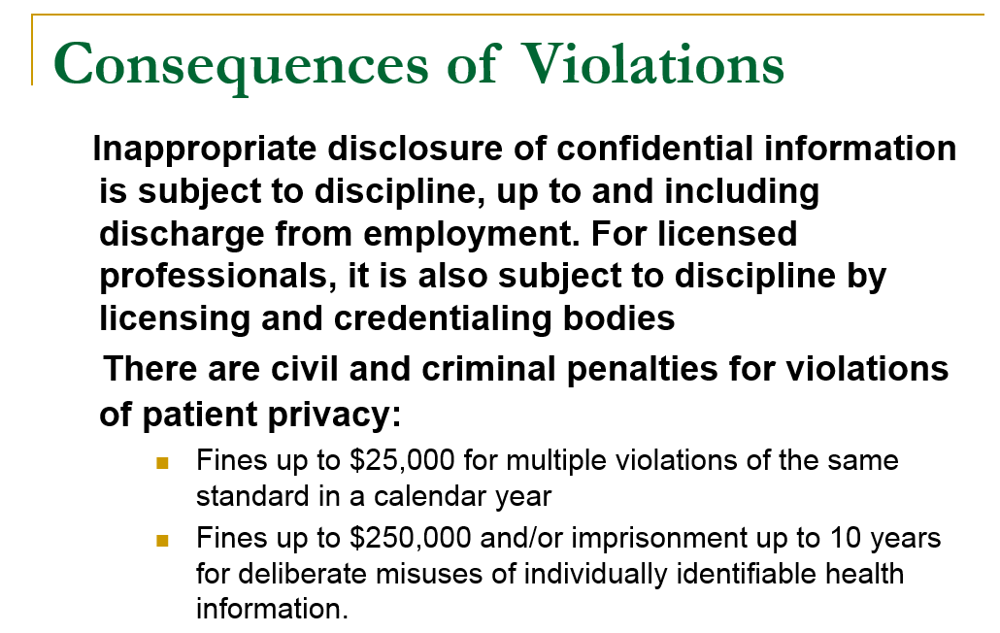 Consequences of Violations
Inappropriate disclosure of confidential information
is subject to discipline, up to and including
discharge from employment. For licensed
professionals, it is also subject to discipline by
licensing and credentialing bodies
There are civil and criminal penalties for violations
of patient privacy:
Fines up to $25,000 for multiple violations of the same
standard in a calendar year
Fines up to $250,000 and/or imprisonment up to 10 years
for deliberate misuses of individually identifiable health
information.